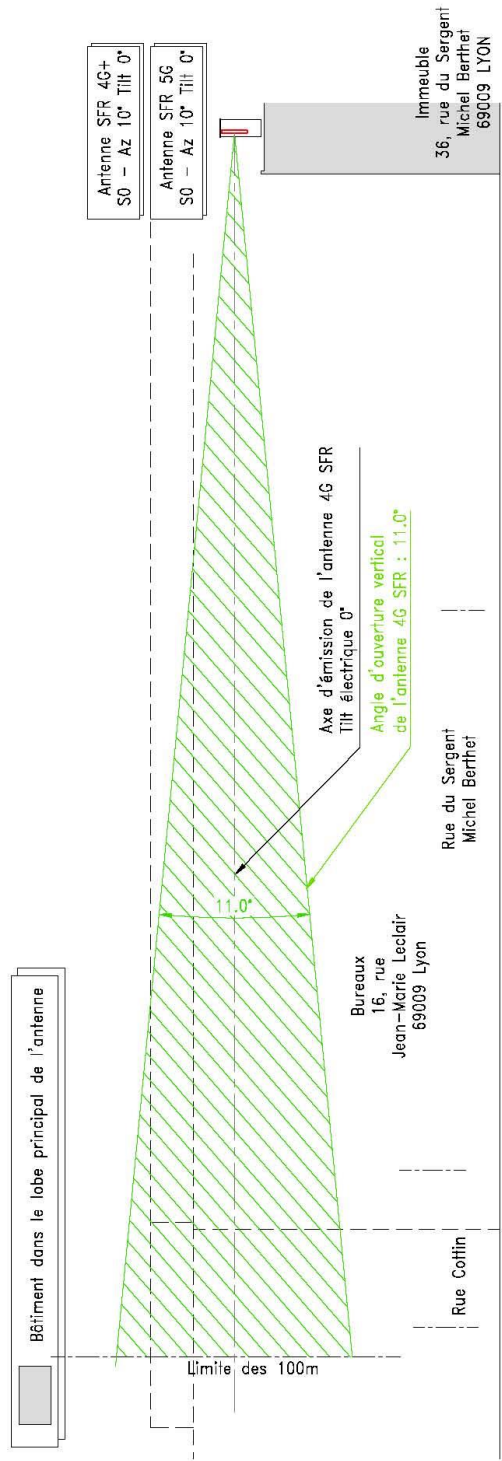 Bâtiment dans le lobe principal de l'antenne
Antenne SFR 4G+
S0 - Az 10° Tilt 0°
Antenne SFR 5G
S0 - Az 10° Tilt 0°
Limite des 100m
11.0°
Axe d'émission de l'antenne 4G SFR
Tilt électrique 0°
Angle d'ouverture vertical
de l'antenne 4G SFR : 11.0°
Rue Cottin
Bureaux
16, rue
Jean-Marie Leclair
69009 Lyon
Rue du Sergent
Michel Berthet
Immeuble
36, rue du Sergent
Michel Berthet
69009 LYON